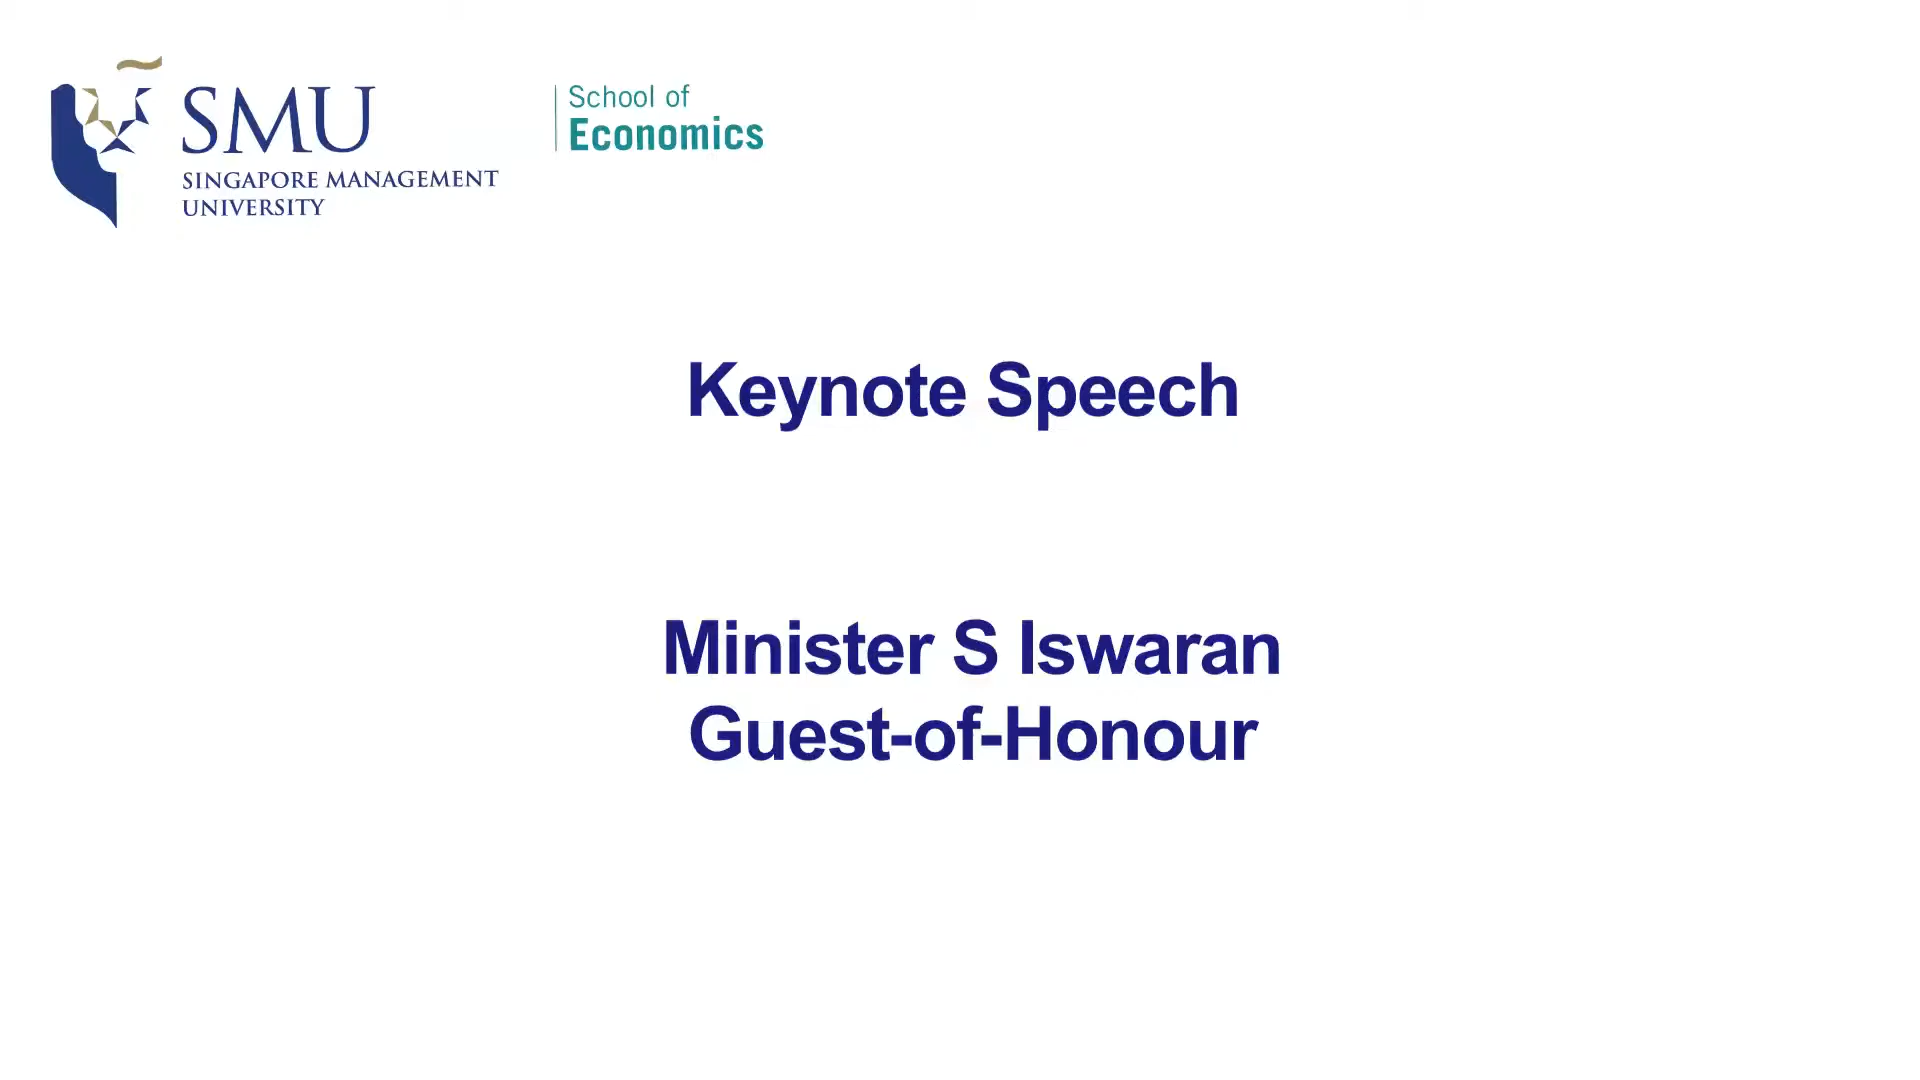 SMU
SINGAPORE MANAGEMENT
UNIVERSITY
School of
Economics
Keynote Speech
Minister S Iswaran
Guest-of-Honour